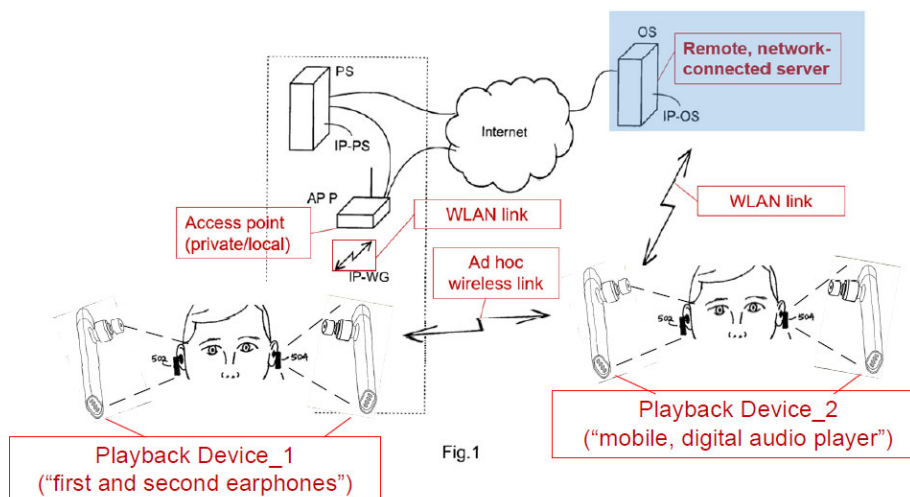 PS
OS
Remote, network-
connected server
IP-OS
Internet
IP-PS
AP P
Access point
(private/local)
WLAN link
WLAN link
IP-WG
Ad hoc
wireless link
502
504
502
504
Playback Device_1
(“first and second earphones”)
Fig.1
Playback Device_2
(“mobile, digital audio player”)